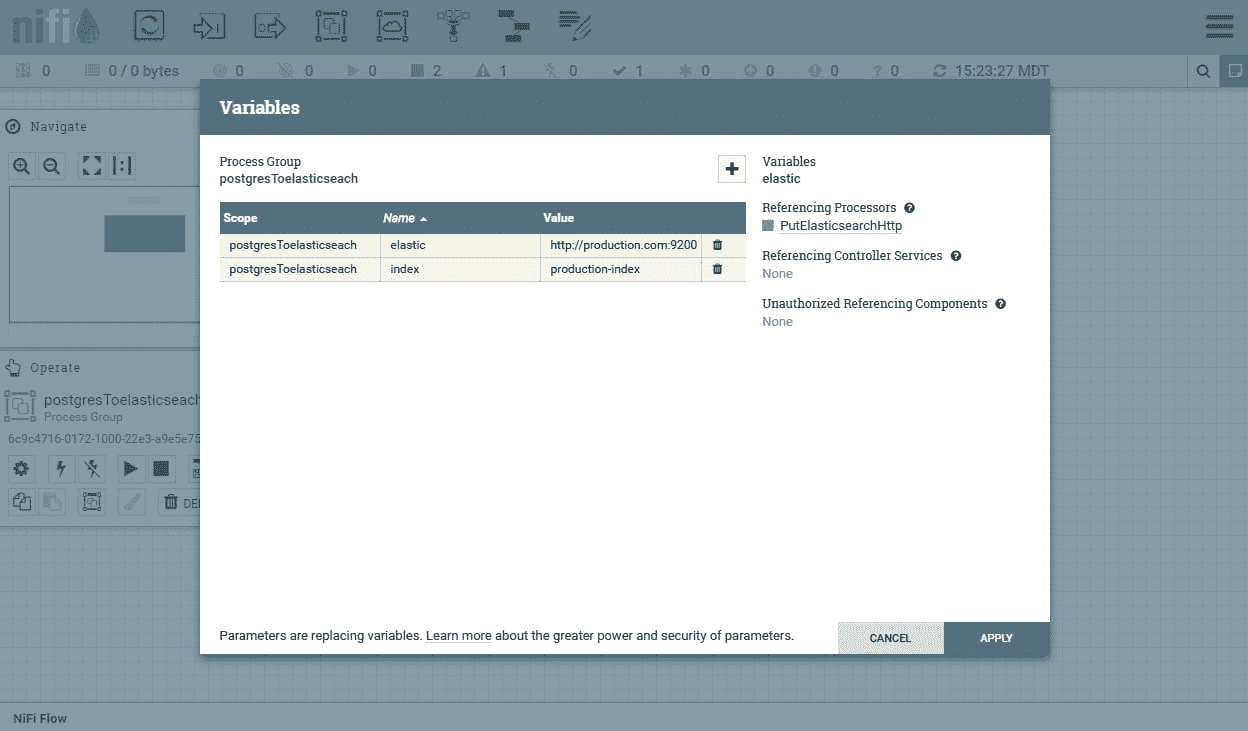 nifi
0 0 / 0 bytes 0 0 0 2 1 0 1 0 0 0 0 15:23:27 MDT
Navigate
Operate
postgresToelasticseach
Process Group
6c9c4716-0172-1000-22e3-a9e5e75
DEL
Variables
Process Group
postgresToelasticseach
Scope Name Value
postgresToelasticseach elastic http://production.com:9200
postgresToelasticseach index production-index
Variables
elastic
Referencing Processors
PutElasticsearchHttp
Referencing Controller Services
None
Unauthorized Referencing Components
None
Parameters are replacing variables. Learn more about the greater power and security of parameters.
CANCEL APPLY
NiFi Flow